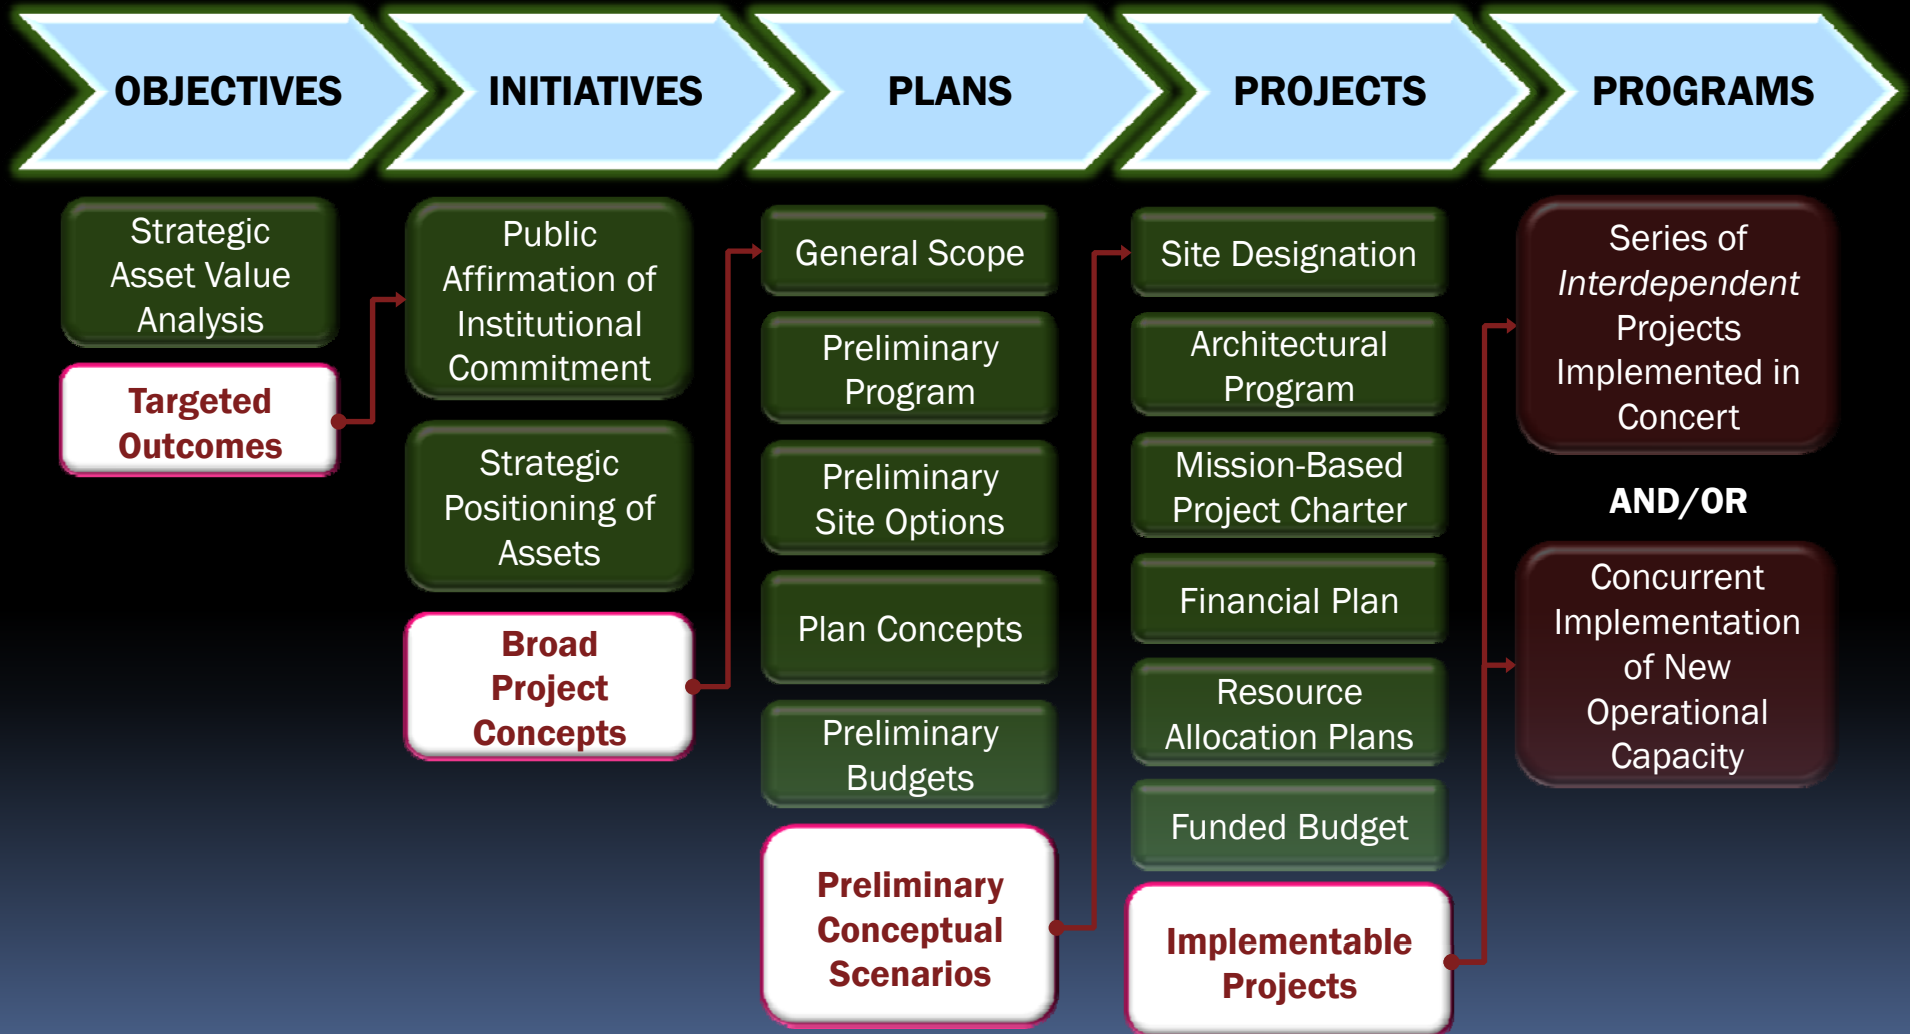 OBJECTIVES
INITIATIVES
PLANS
PROJECTS
PROGRAMS
Strategic
Asset Value
Analysis
Targeted
Outcomes
Public
Affirmation of
Institutional
Commitment
Strategic
Positioning of
Assets
Broad
Project
Concepts
General Scope
Preliminary
Program
Preliminary
Site Options
Plan Concepts
Preliminary
Budgets
Preliminary
Conceptual
Scenarios
Site Designation
Architectural
Program
Mission-Based
Project Charter
Financial Plan
Resource
Allocation Plans
Funded Budget
Implementable
Projects
Series of
Interdependent
Projects
Implemented in
Concert
AND/OR
Concurrent
Implementation
of New
Operational
Capacity